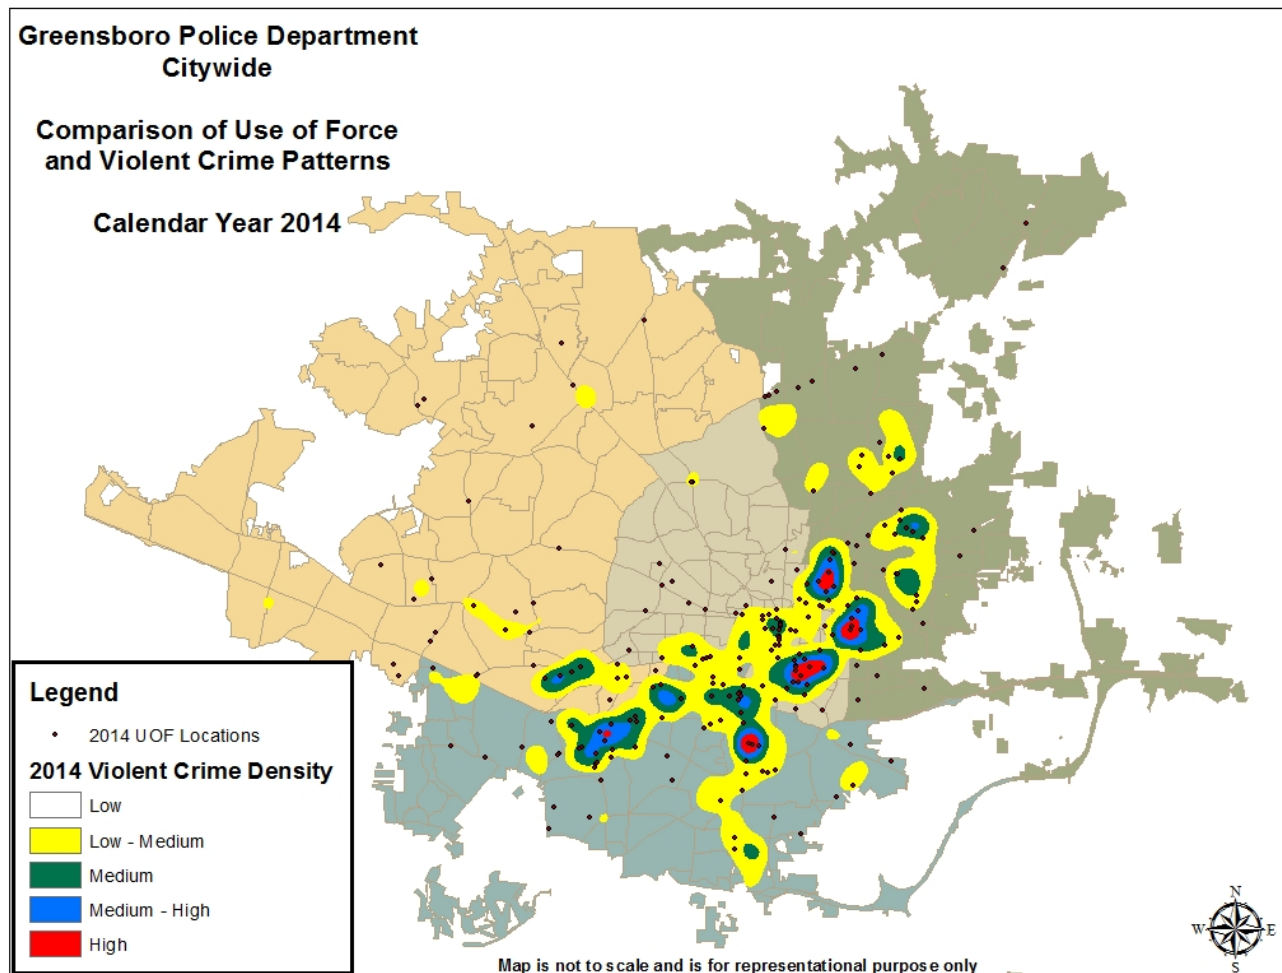 Greensboro Police Department
Citywide
Comparison of Use of Force
and Violent Crime Patterns
Calendar Year 2014
Legend
2014 UOF Locations
2014 Violent Crime Density
Low
Low - Medium
Medium
Medium - High
High
N
W
E
S
Map is not to scale and is for representational purpose only